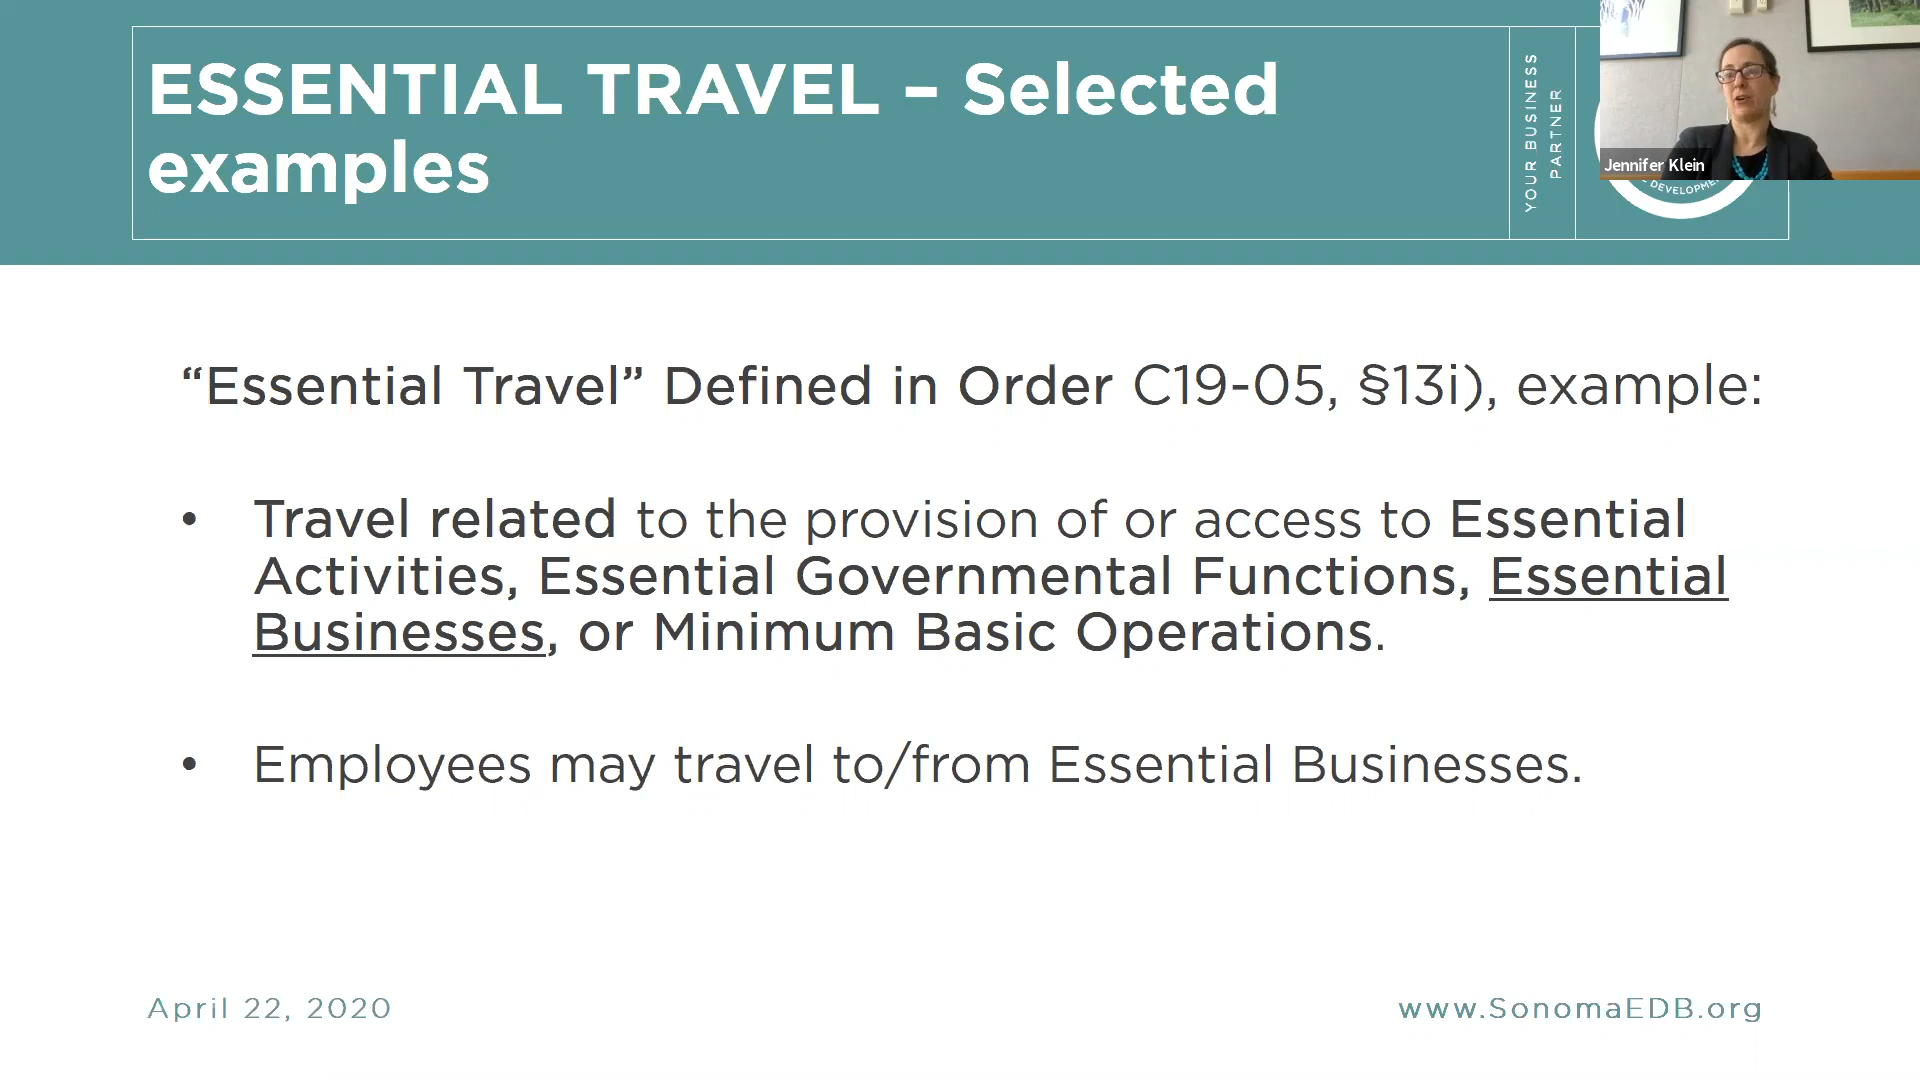 ESSENTIAL TRAVEL – Selected
examples
YOUR BUSINESS
PARTNER
Jennifer Klein
“Essential Travel” Defined in Order C19-05, §13i), example:
• Travel related to the provision of or access to Essential
Activities, Essential Governmental Functions, Essential
Businesses, or Minimum Basic Operations.
• Employees may travel to/from Essential Businesses.
April 22, 2020
www.SonomaEDB.org